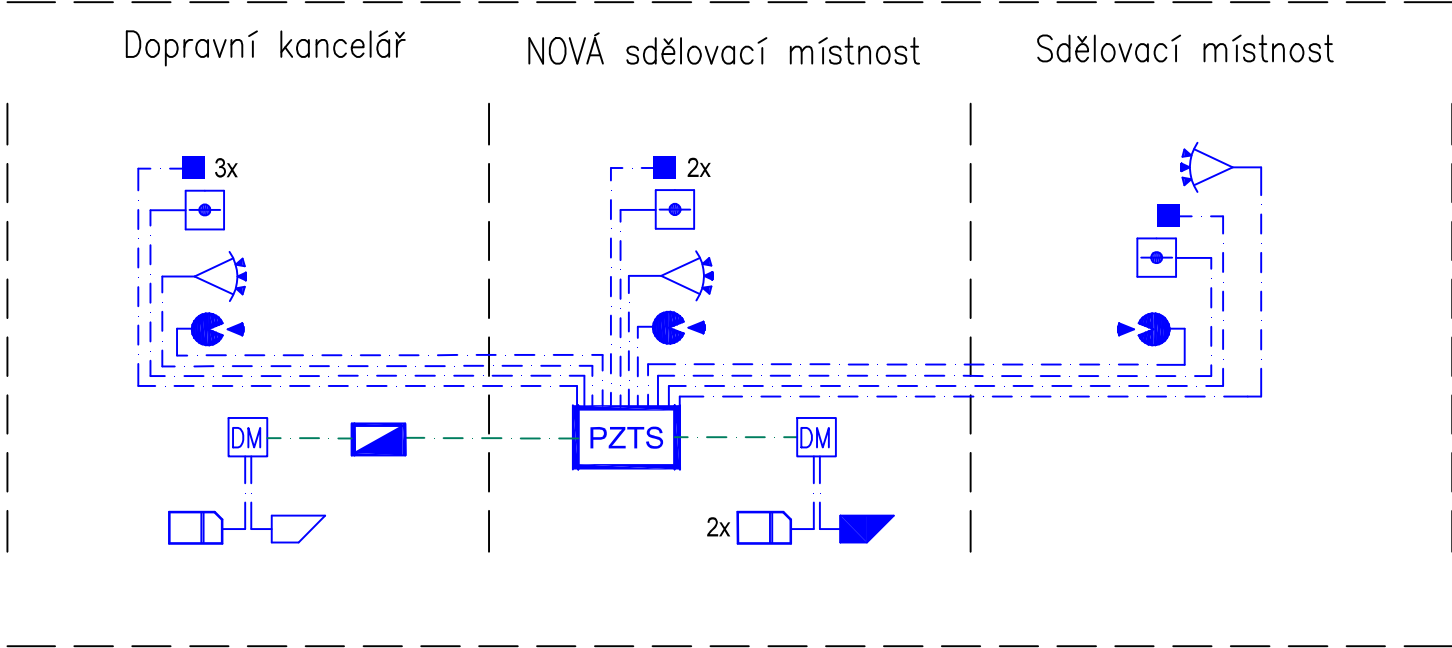 Dopravní kancelář
NOVÁ sdělovací místnost
Sdělovací místnost
3x
2x
DM
PZTS
DM
2x